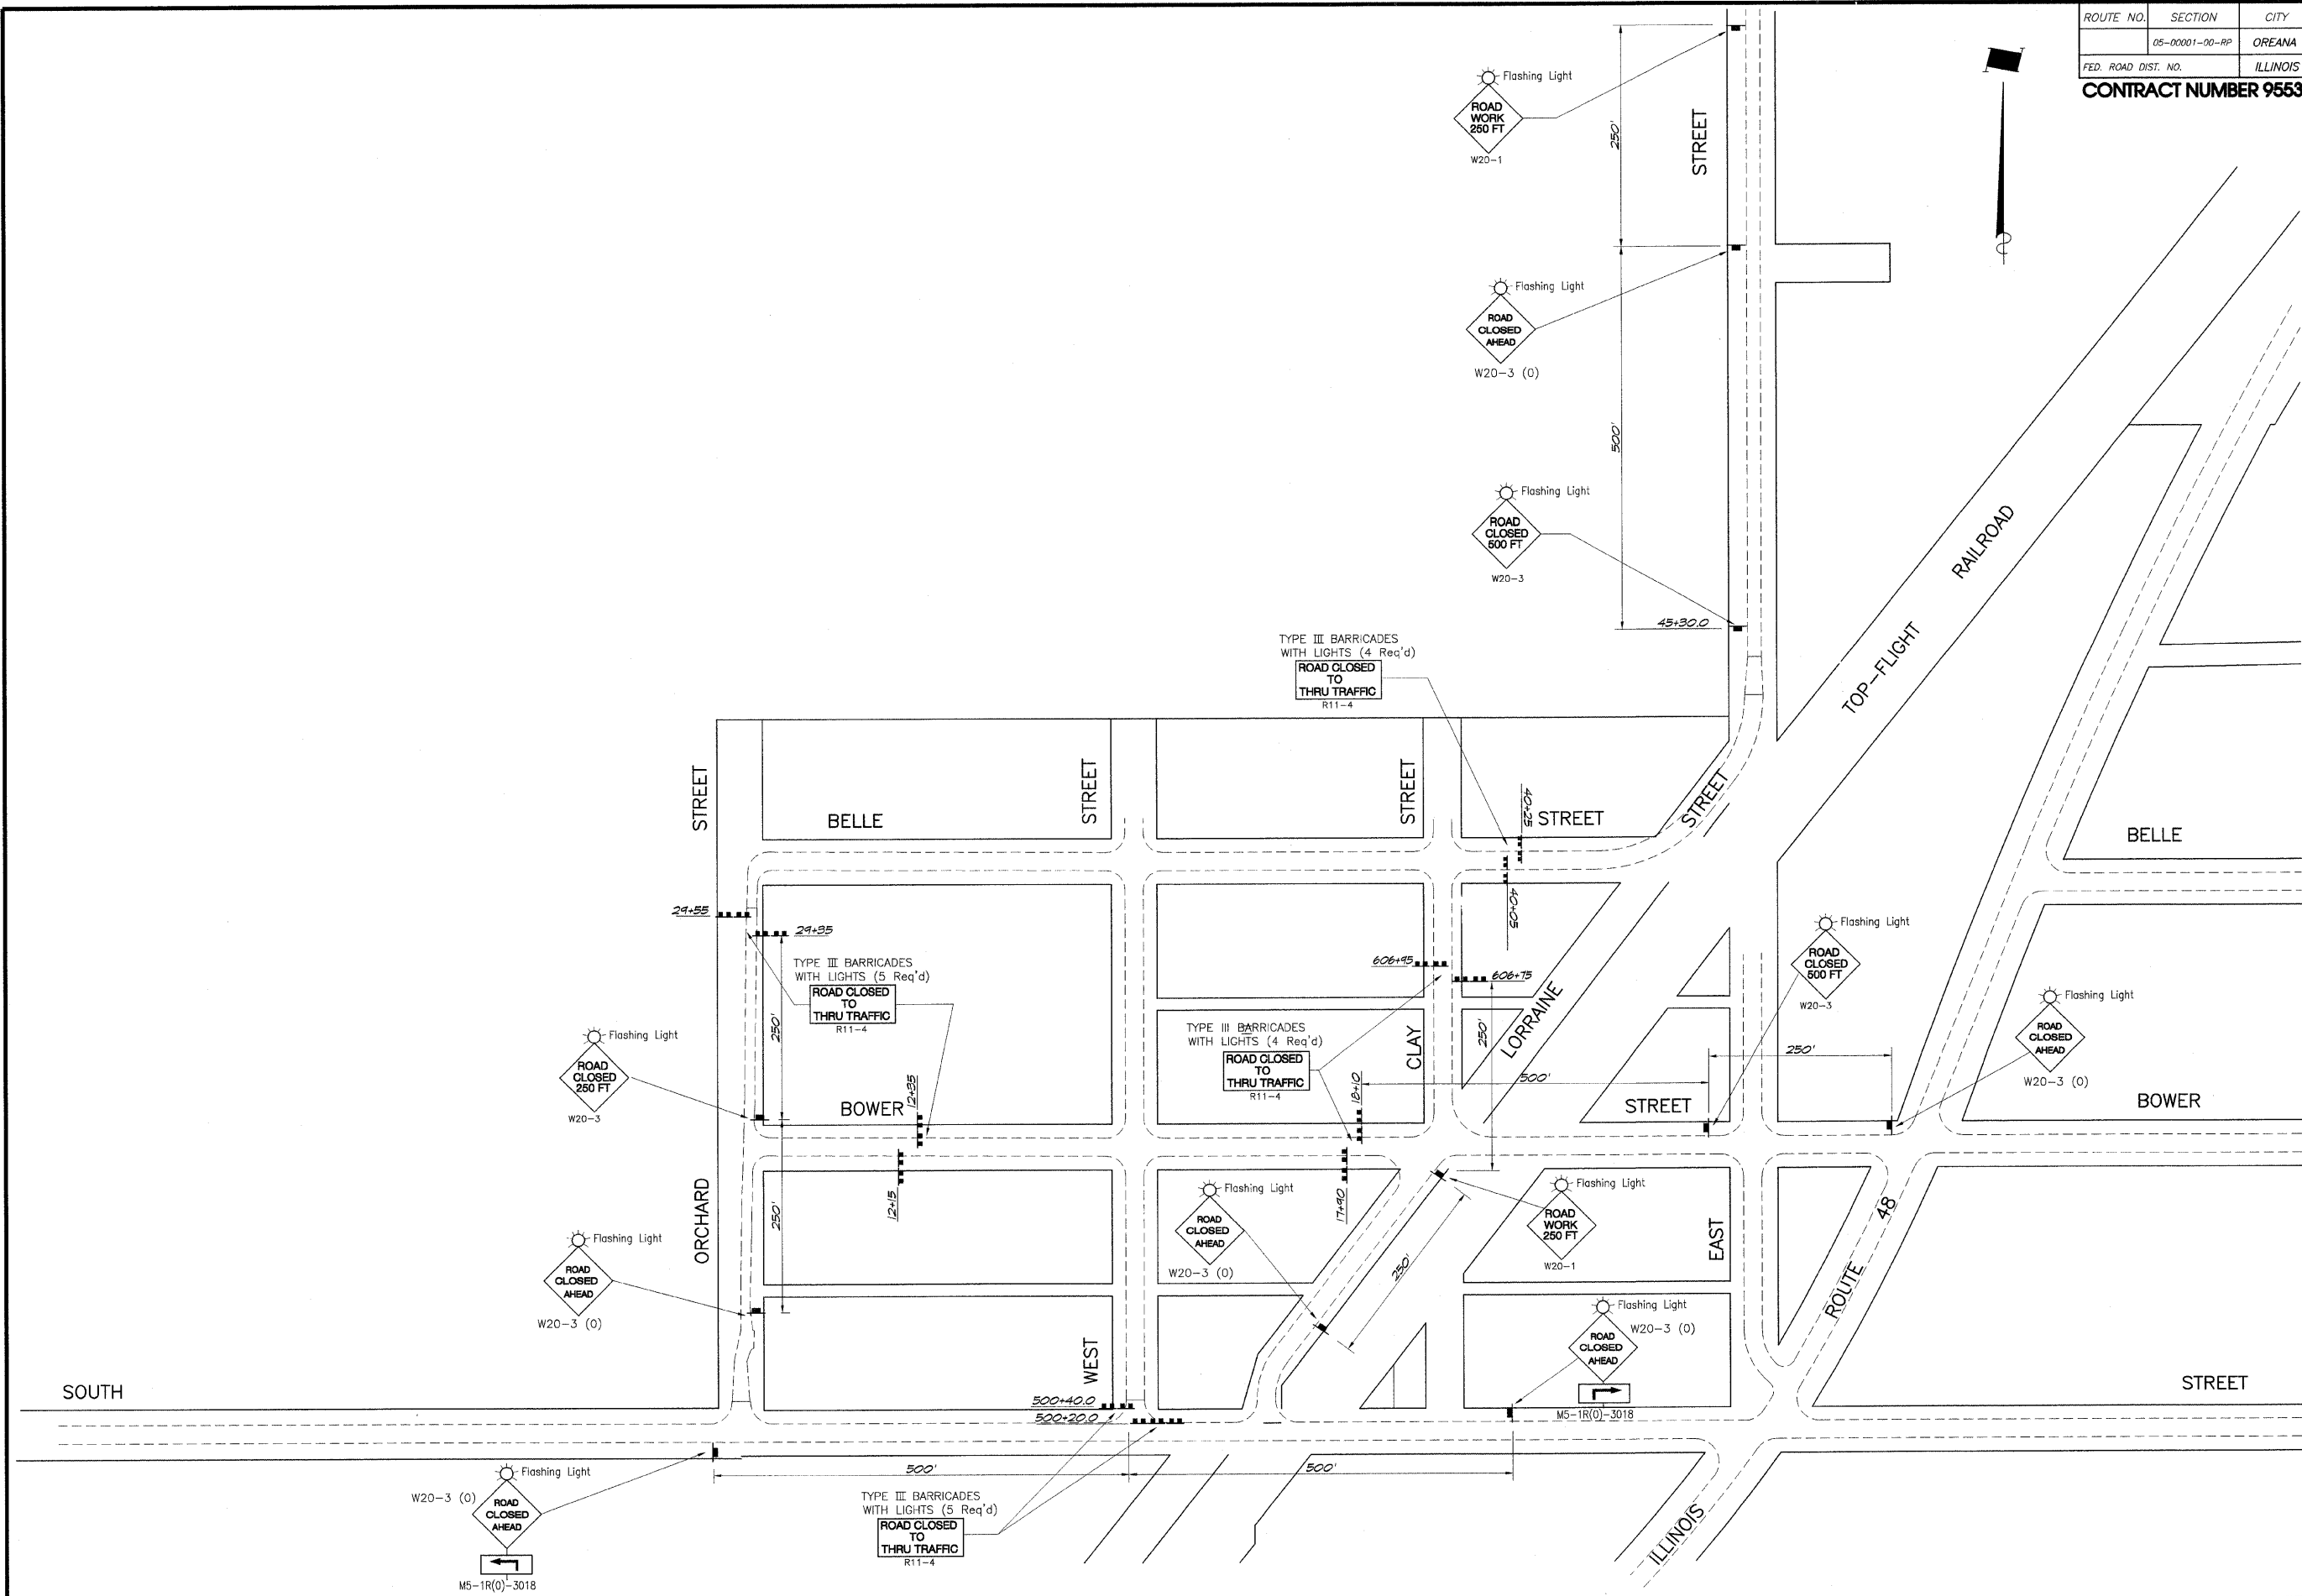 ROUTE NO. SECTION CITY
05-00001-00-RP OREANA
FED. ROAD DIST. NO. ILLINOIS
CONTRACT NUMBER 9553
Flashing Light
ROAD
WORK
250 FT
W20-1
250'
STREET
Flashing Light
ROAD
CLOSED
AHEAD
W20-3 (0)
500'
Flashing Light
ROAD
CLOSED
500 FT
W20-3
45+30.0
TOP-FLIGHT RAILROAD
TYPE III BARRICADES
WITH LIGHTS (4 Req'd)
ROAD CLOSED
TO
THRU TRAFFIC
R11-4
STREET
BELLE
STREET
STREET
40+25
STREET
STREET
BELLE
40+05
29+55
29+35
TYPE III BARRICADES
WITH LIGHTS (5 Req'd)
ROAD CLOSED
TO
THRU TRAFFIC
R11-4
250'
606+95
606+75
Flashing Light
ROAD
CLOSED
500 FT
W20-3
Flashing Light
ROAD
CLOSED
AHEAD
W20-3 (0)
Flashing Light
ROAD
CLOSED
250 FT
W20-3
TYPE III BARRICADES
WITH LIGHTS (4 Req'd)
ROAD CLOSED
TO
THRU TRAFFIC
R11-4
CLAY
250'
LORRAINE
250'
500'
18+10
BOWER
12+35
STREET
BOWER
12+15
17+90
250'
ORCHARD
Flashing Light
ROAD
CLOSED
AHEAD
W20-3 (0)
Flashing Light
ROAD
CLOSED
AHEAD
W20-3 (0)
250'
Flashing Light
ROAD
WORK
250 FT
W20-1
EAST
ROUTE 48
Flashing Light
W20-3 (0)
ROAD
CLOSED
AHEAD
M5-1R(0)-3018
WEST
SOUTH
STREET
500+40.0
500+20.0
500'
500'
Flashing Light
W20-3 (0)
ROAD
CLOSED
AHEAD
M5-1R(0)-3018
TYPE III BARRICADES
WITH LIGHTS (5 Req'd)
ROAD CLOSED
TO
THRU TRAFFIC
R11-4
ILLINOIS